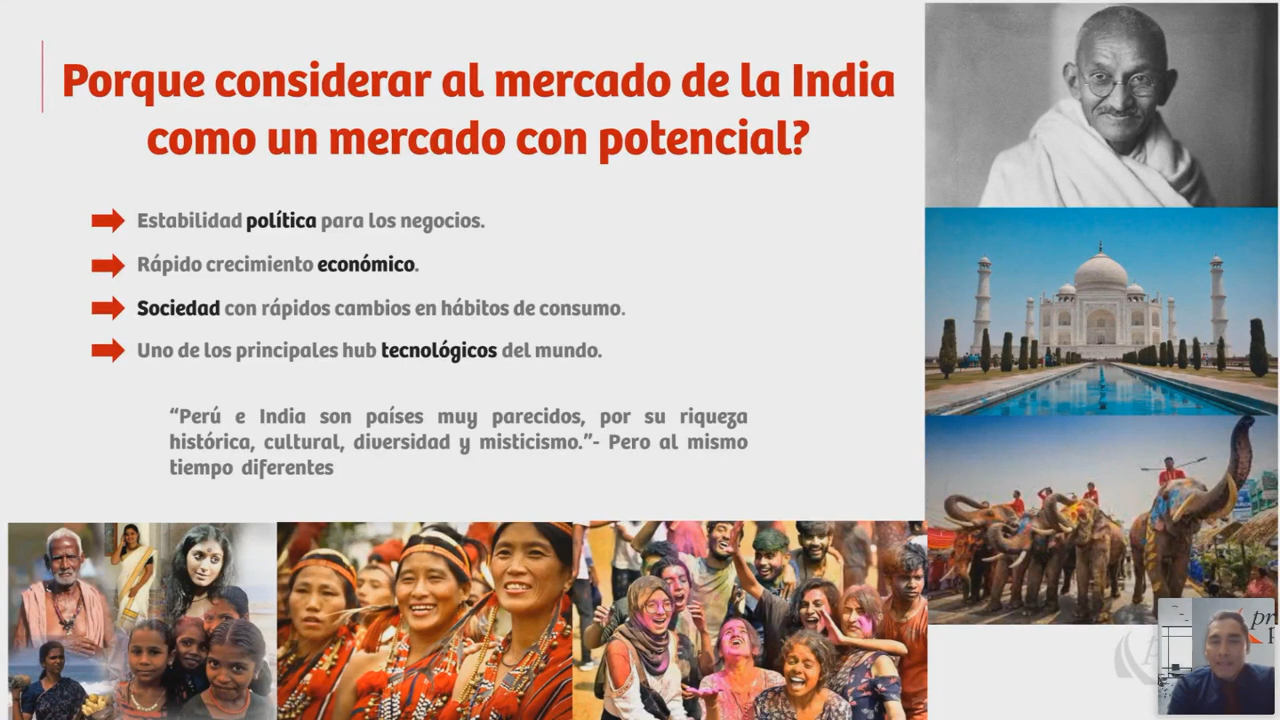 Porque considerar al mercado de la India
como un mercado con potencial?
Estabilidad política para los negocios.
Rápido crecimiento económico.
Sociedad con rápidos cambios en hábitos de consumo.
Uno de los principales hub tecnológicos del mundo.
“Perú e India son países muy parecidos, por su riqueza
histórica, cultural, diversidad y misticismo.”- Pero al mismo
tiempo diferentes